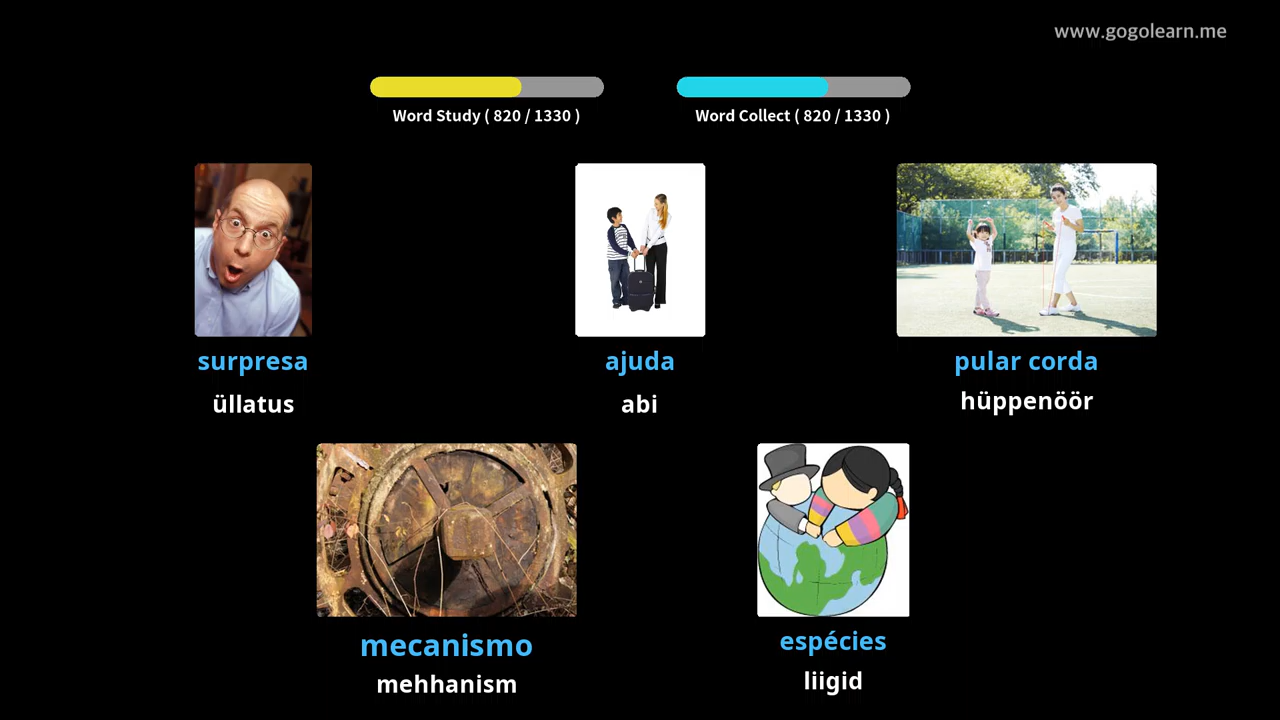 www.gogolearn.me
Word Study ( 820 / 1330 )
Word Collect ( 820 / 1330 )
surpresa
üllatus
ajuda
abi
pular corda
hüppenöör
mecanismo
mehhanism
espécies
liigid